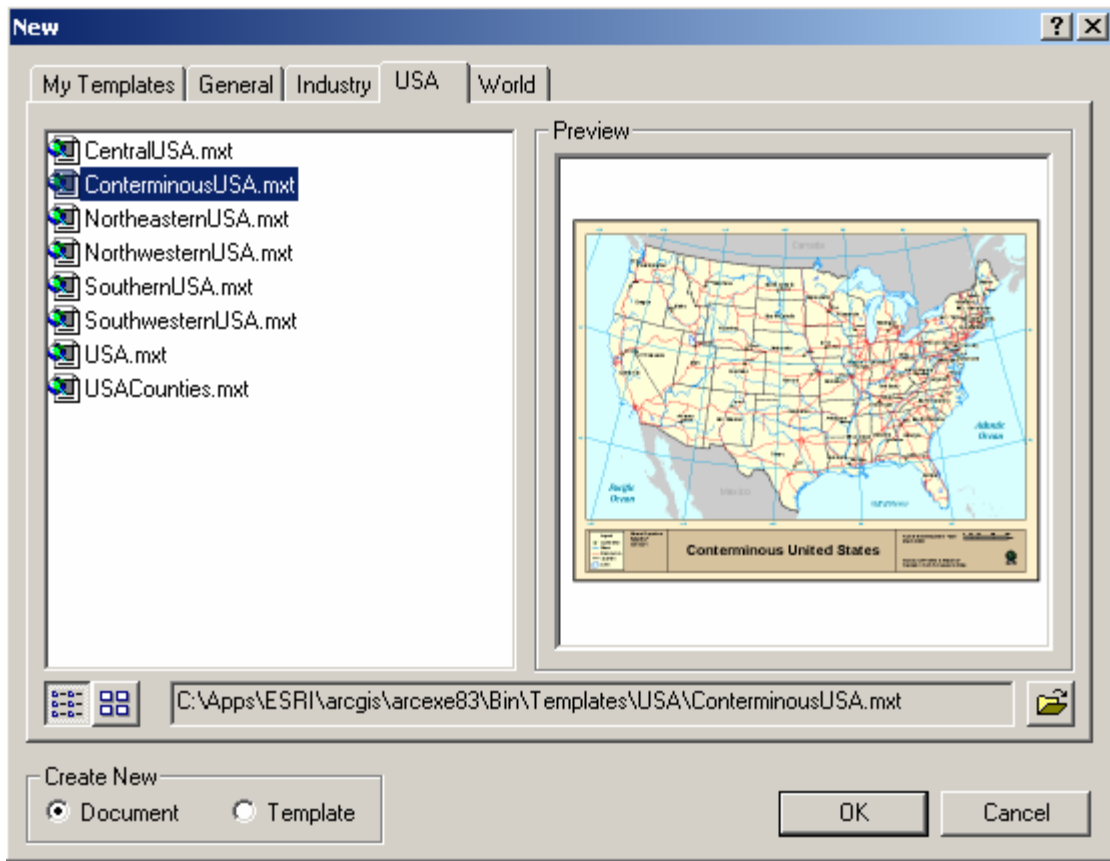 New
My Templates General Industry USA World
CentralUSA.mxt
ConterminousUSA.mxt
NortheasternUSA.mxt
NorthwesternUSA.mxt
SouthernUSA.mxt
SouthwesternUSA.mxt
USA.mxt
USACounties.mxt
Preview
Canada
Atlantic
Ocean
Pacific
Ocean
Mexico
Conterminous United States
C:\Apps\ESRI\arcgis\arcexe83\Bin\Templates\USA\ConterminousUSA.mxt
Create New
Document Template
OK Cancel